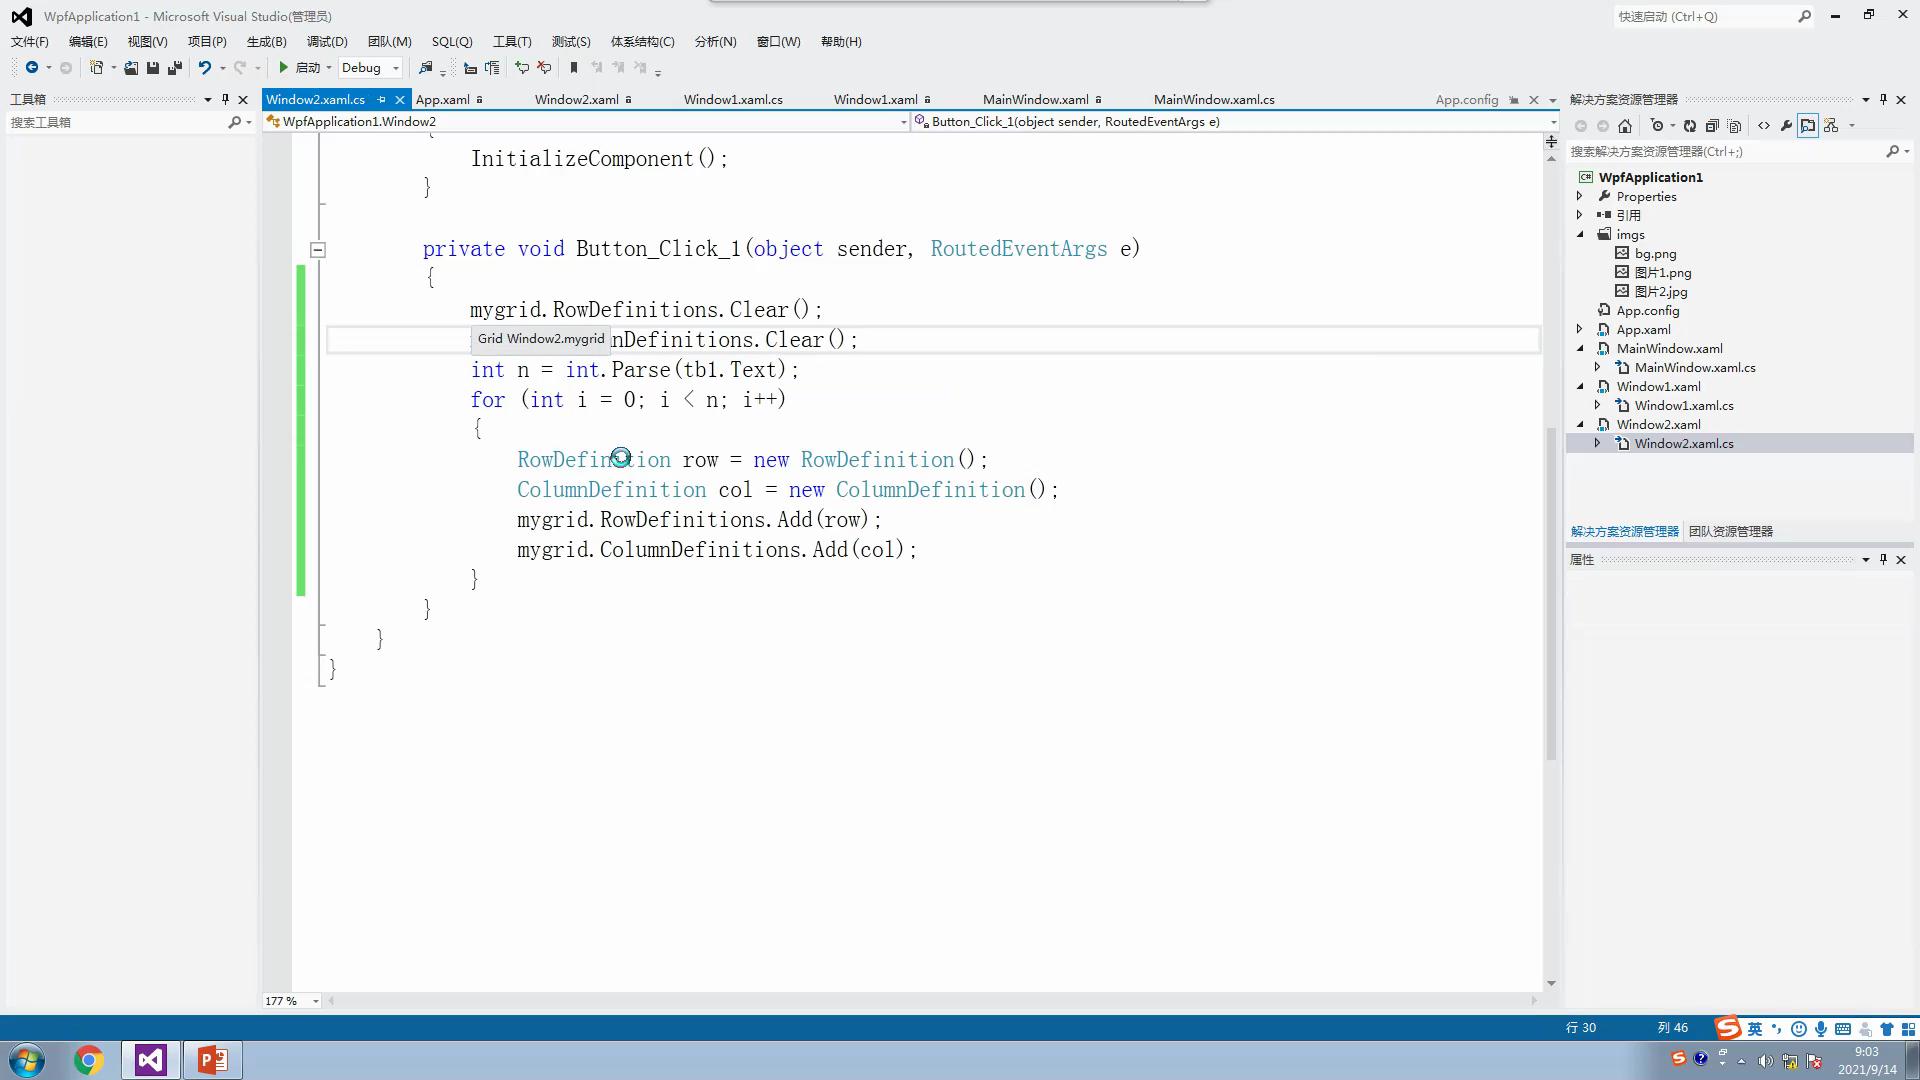 WpfApplication1 - Microsoft Visual Studio(管理员)
快速启动 (Ctrl+Q)
文件(F) 编辑(E) 视图(V) 项目(P) 生成(B) 调试(D) 团队(M) SQL(Q) 工具(T) 测试(S) 体系结构(C) 分析(N) 窗口(W) 帮助(H)
启动 Debug
工具箱
搜索工具箱
Window2.xaml.cs App.xaml Window2.xaml Window1.xaml.cs Window1.xaml MainWindow.xaml MainWindow.xaml.cs App.config
WpfApplication1.Window2 Button_Click_1(object sender, RoutedEventArgs e)
{
InitializeComponent();
}
private void Button_Click_1(object sender, RoutedEventArgs e)
{
mygrid.RowDefinitions.Clear();
Grid Window2.mygrid
nDefinitions.Clear();
int n = int.Parse(tb1.Text);
for (int i = 0; i < n; i++)
{
RowDefinition row = new RowDefinition();
ColumnDefinition col = new ColumnDefinition();
mygrid.RowDefinitions.Add(row);
mygrid.ColumnDefinitions.Add(col);
}
}
}
}
177 %
解决方案资源管理器
搜索解决方案资源管理器(Ctrl+;)
WpfApplication1
Properties
引用
imgs
bg.png
图片1.png
图片2.jpg
App.config
App.xaml
MainWindow.xaml
MainWindow.xaml.cs
Window1.xaml
Window1.xaml.cs
Window2.xaml
Window2.xaml.cs
解决方案资源管理器 团队资源管理器
属性
行 30 列 46
英
9:03
2021/9/14